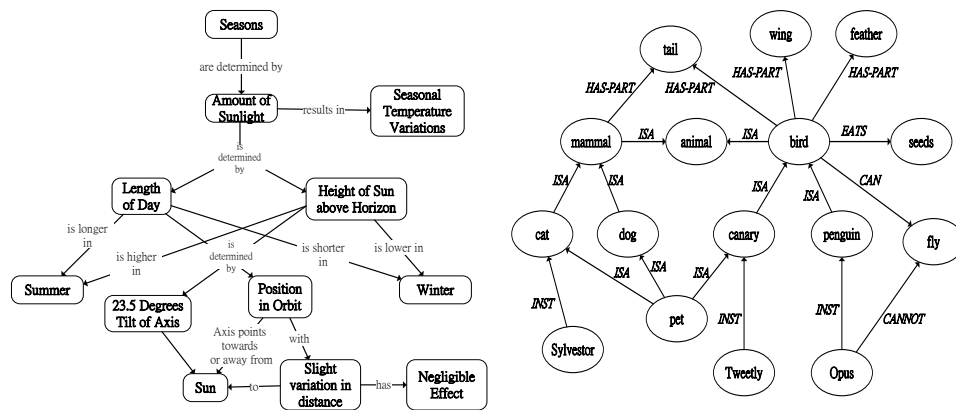 Seasons
are determined by
Amount of
Sunlight
results in
Seasonal
Temperature
Variations
is
determined
by
Length
of Day
Height of Sun
above Horizon
is longer
in
is higher
in
is
determined
by
is shorter
in
is lower in
Summer
23.5 Degrees
Tilt of Axis
Position
in Orbit
Winter
Axis points
towards
or away from
with
Sun
to
Slight
variation in
distance
has
Negligible
Effect
tail
wing
feather
HAS-PART
HAS-PART
HAS-PART
HAS-PART
mammal
ISA
animal
ISA
bird
EATS
seeds
ISA
ISA
ISA
ISA
CAN
cat
dog
canary
penguin
fly
ISA
ISA
ISA
pet
INST
INST
INST
CANNOT
Sylvestor
Tweetly
Opus